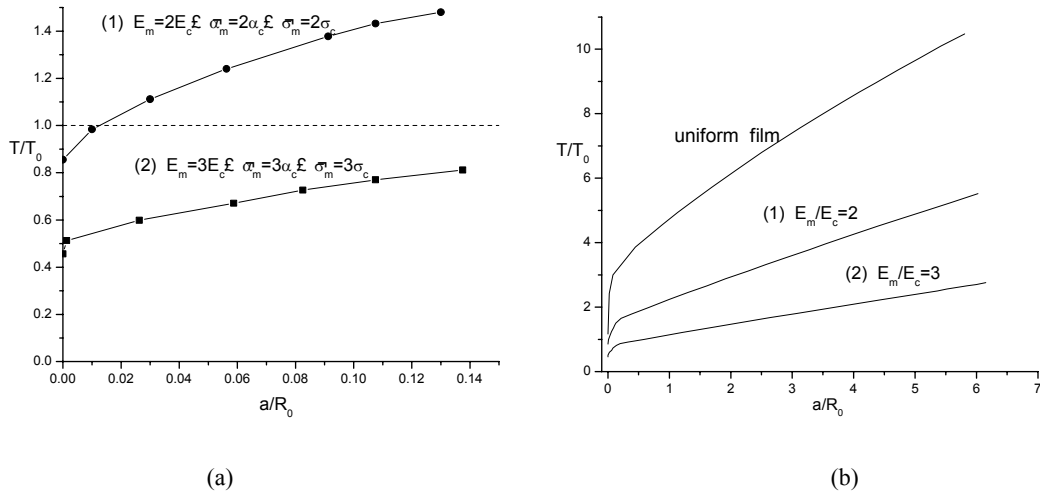 (1) E_m=2E_c£ α_m=2α_c£ σ_m=2σ_c
(2) E_m=3E_c£ α_m=3α_c£ σ_m=3σ_c
T/T_0
1.4
1.2
1.0
0.8
0.6
0.4
0.2
0.0
0.00 0.02 0.04 0.06 0.08 0.10 0.12 0.14
a/R_0
(a)
uniform film
(1) E_m/E_c=2
(2) E_m/E_c=3
T/T_0
10
8
6
4
2
0
0 1 2 3 4 5 6 7
a/R_0
(b)